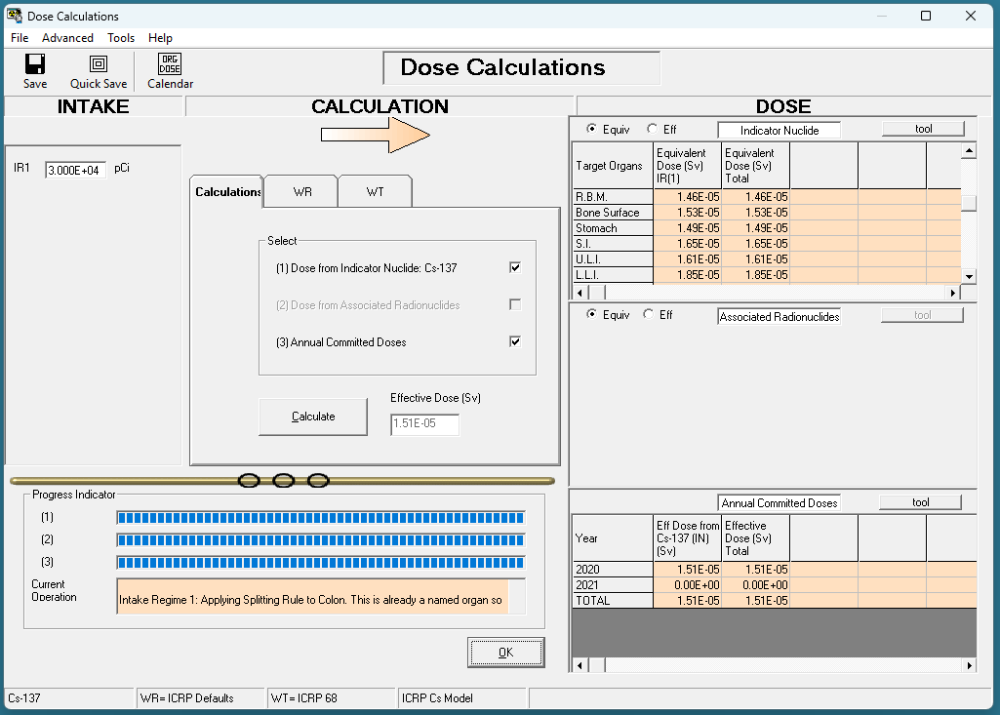 Dose Calculations
File Advanced Tools Help
Save Quick Save ORG DOSE Calendar
Dose Calculations
INTAKE CALCULATION DOSE
IR1 3.000E+04 pCi
Calculations WR WT
Select
(1) Dose from Indicator Nuclide: Cs-137
(2) Dose from Associated Radionuclides
(3) Annual Committed Doses
Calculate
Effective Dose (Sv)
1.51E-05
Progress Indicator
(1)
(2)
(3)
Current Operation
Intake Regime 1: Applying Splitting Rule to Colon. This is already a named organ so
OK
Equiv Eff Indicator Nuclide tool
Target Organs Equivalent Dose (Sv) IR(1) Equivalent Dose (Sv) Total
R.B.M. 1.46E-05 1.46E-05
Bone Surface 1.53E-05 1.53E-05
Stomach 1.49E-05 1.49E-05
S.I. 1.65E-05 1.65E-05
U.L.I. 1.61E-05 1.61E-05
L.L.I. 1.85E-05 1.85E-05
Equiv Eff Associated Radionuclides tool
Annual Committed Doses tool
Year Eff Dose from Cs-137 (IN) (Sv) Effective Dose (Sv) Total
2020 1.51E-05 1.51E-05
2021 0.00E+00 0.00E+00
TOTAL 1.51E-05 1.51E-05
Cs-137 WR= ICRP Defaults WT= ICRP 68 ICRP Cs Model